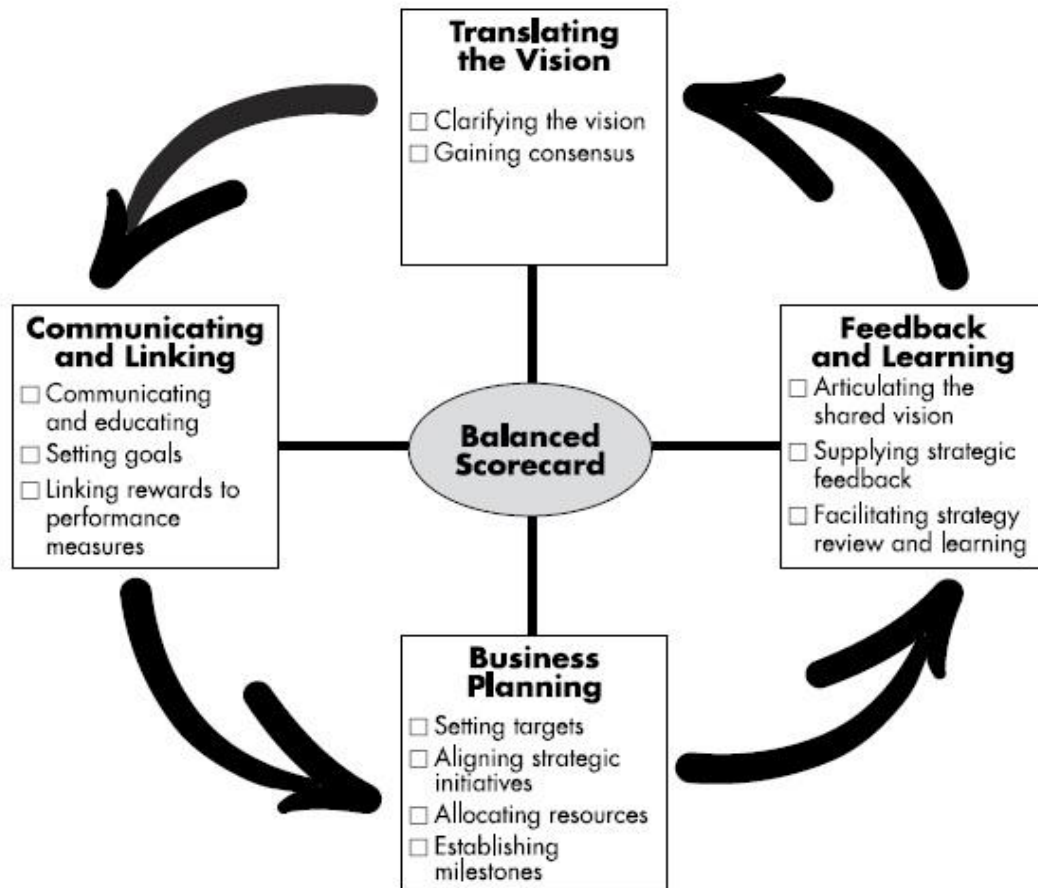 Translating
the Vision
□ Clarifying the vision
□ Gaining consensus
Communicating
and Linking
□ Communicating
and educating
□ Setting goals
□ Linking rewards to
performance
measures
Balanced
Scorecard
Feedback
and Learning
□ Articulating the
shared vision
□ Supplying strategic
feedback
□ Facilitating strategy
review and learning
Business
Planning
□ Setting targets
□ Aligning strategic
initiatives
□ Allocating resources
□ Establishing
milestones